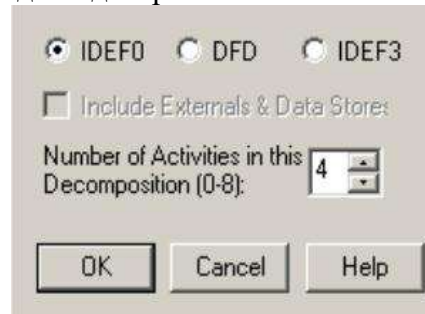 IDEF0 DFD IDEF3
Include Externals & Data Stores
Number of Activities in this
Decomposition (0-8):
4
OK Cancel Help